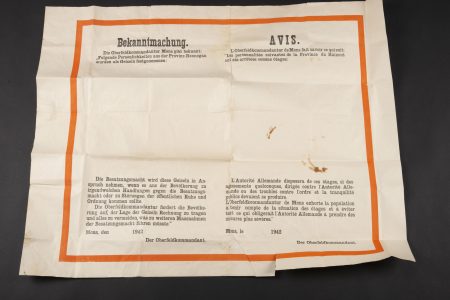 Bekanntmachung.
Die Oberfeldkommandantur Mons gibt bekannt:
„Folgende Persönlichkeiten aus der Provinz Hennegau
wurden als Geiseln festgenommen:
Die Besatzungsmacht wird diese Geiseln in An-
spruch nehmen, wenn es aus der Bevölkerung zu
irgendwelchen Handlungen gegen die Besatzungs-
macht oder zu Störungen der öffentlichen Ruhe und
Ordnung kommen sollte.
Die Oberfeldkommandantur fordert die Bevölke-
rung auf, der Lage der Geiseln Rechnung zu tragen
und alles zu vermeiden, was zu weiteren Massnahmen
der Besatzungsmacht führen
Mons, den 1942
Der Oberfeldkommandant.
AVIS.
L'Oberfeldkommandantur de Mons fait savoir ce qui suit:
"Les personnalités suivantes de la Province du Hainaut
ont été arrêtées comme otages:
L'Autorité Allemande disposera de ces otages, si des
agissements quelconques, dirigés contre l'Autorité Alle-
mande ou des troubles contre l'ordre et la tranquillité
publics devaient se produire.
L'Oberfeldkommandantur de Mons exhorte la population
à tenir compte de la situation des otages et à éviter
tout ce qui obligerait l'Autorité Allemande à prendre des
mesures plus sévères."
Mons, le 1942
Der Oberfeldkommandant.